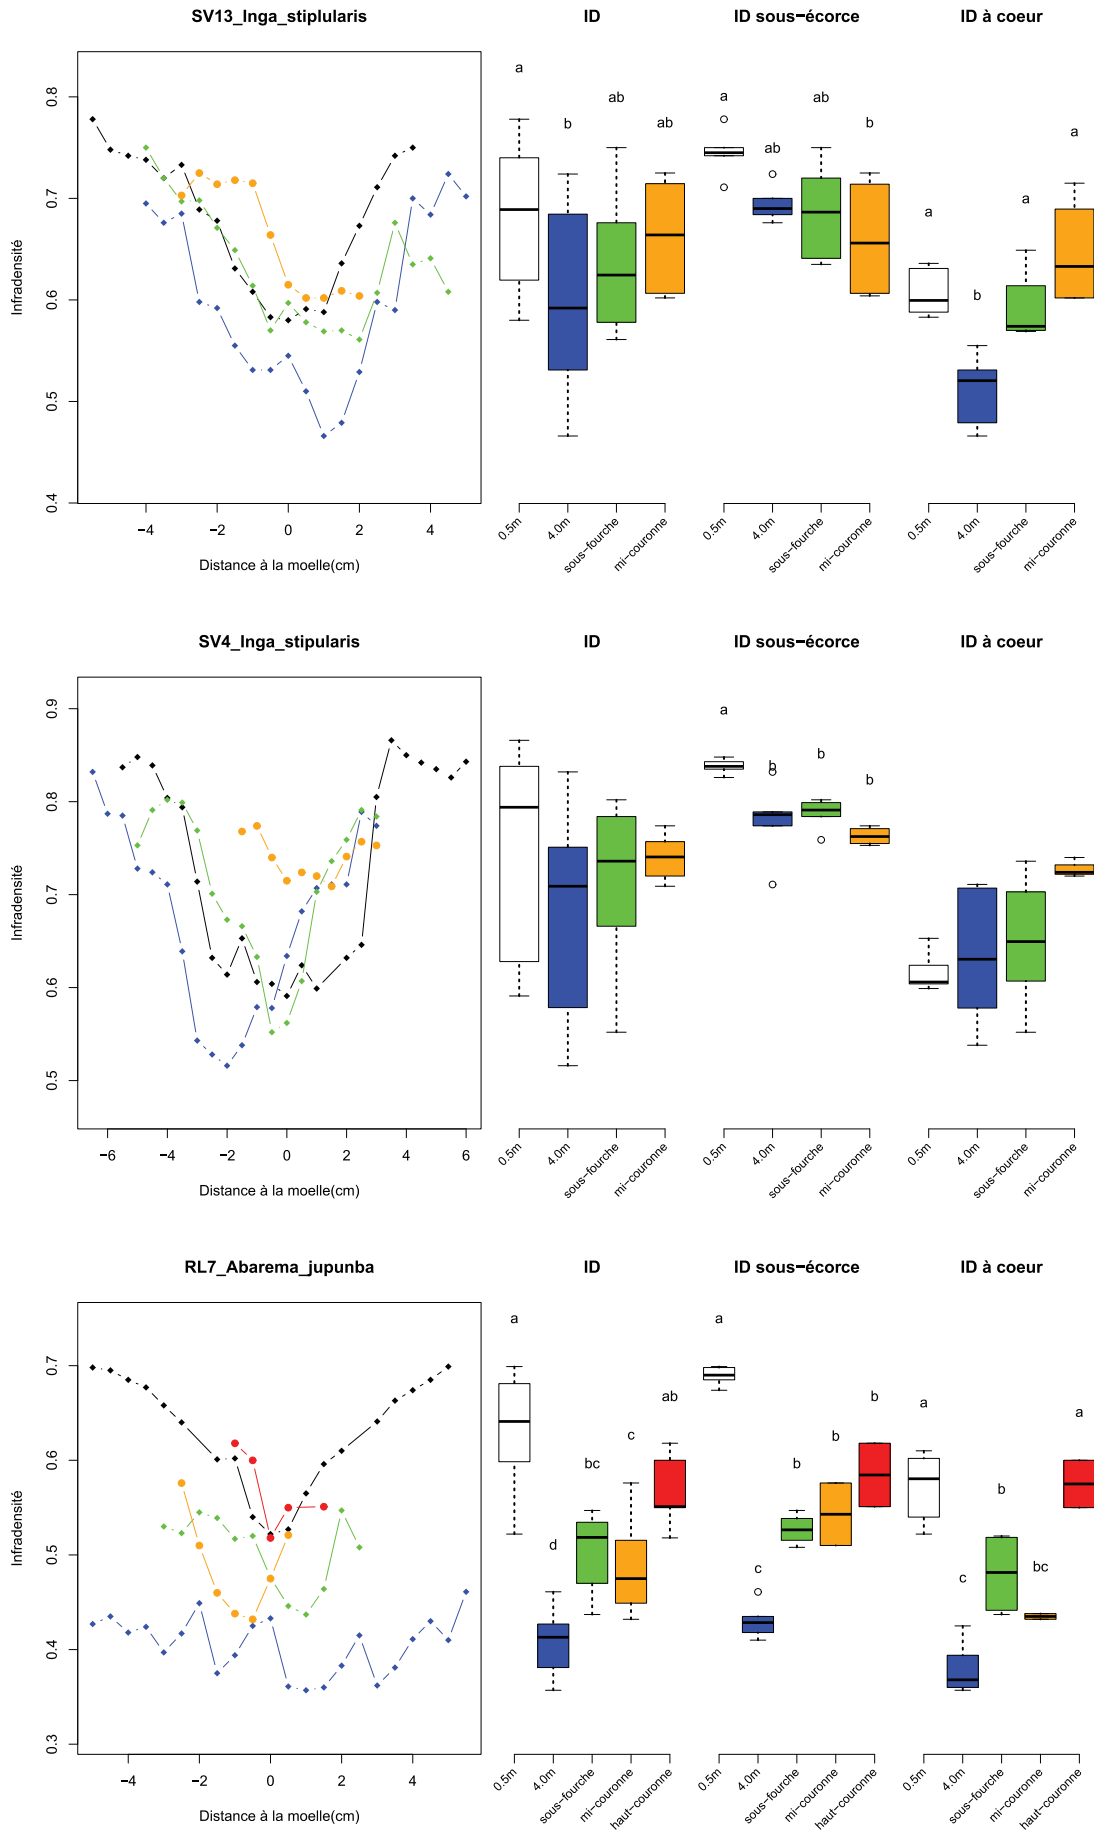 SV13_Inga_stiplularis ID ID sous−écorce ID à coeur
a a
ab ab
b ab b a
ab
a a
b
0.8
0.7
0.6
0.5
0.4
Infradensité
−4 −2 0 2 4
Distance à la moelle(cm)
0.5m 4.0m sous−fourche mi−couronne
0.5m 4.0m sous−fourche mi−couronne
0.5m 4.0m sous−fourche mi−couronne
SV4_Inga_stipularis ID ID sous−écorce ID à coeur
a
b b b
0.9
0.8
0.7
0.6
0.5
Infradensité
−6 −4 −2 0 2 4 6
Distance à la moelle(cm)
0.5m 4.0m sous−fourche mi−couronne
0.5m 4.0m sous−fourche mi−couronne
0.5m 4.0m sous−fourche mi−couronne
RL7_Abarema_jupunba ID ID sous−écorce ID à coeur
a d bc c ab
a c b b b
a c b bc a
0.7
0.6
0.5
0.4
0.3
Infradensité
−4 −2 0 2 4
Distance à la moelle(cm)
0.5m 4.0m sous−fourche mi−couronne haut−couronne
0.5m 4.0m sous−fourche mi−couronne haut−couronne
0.5m 4.0m sous−fourche mi−couronne haut−couronne